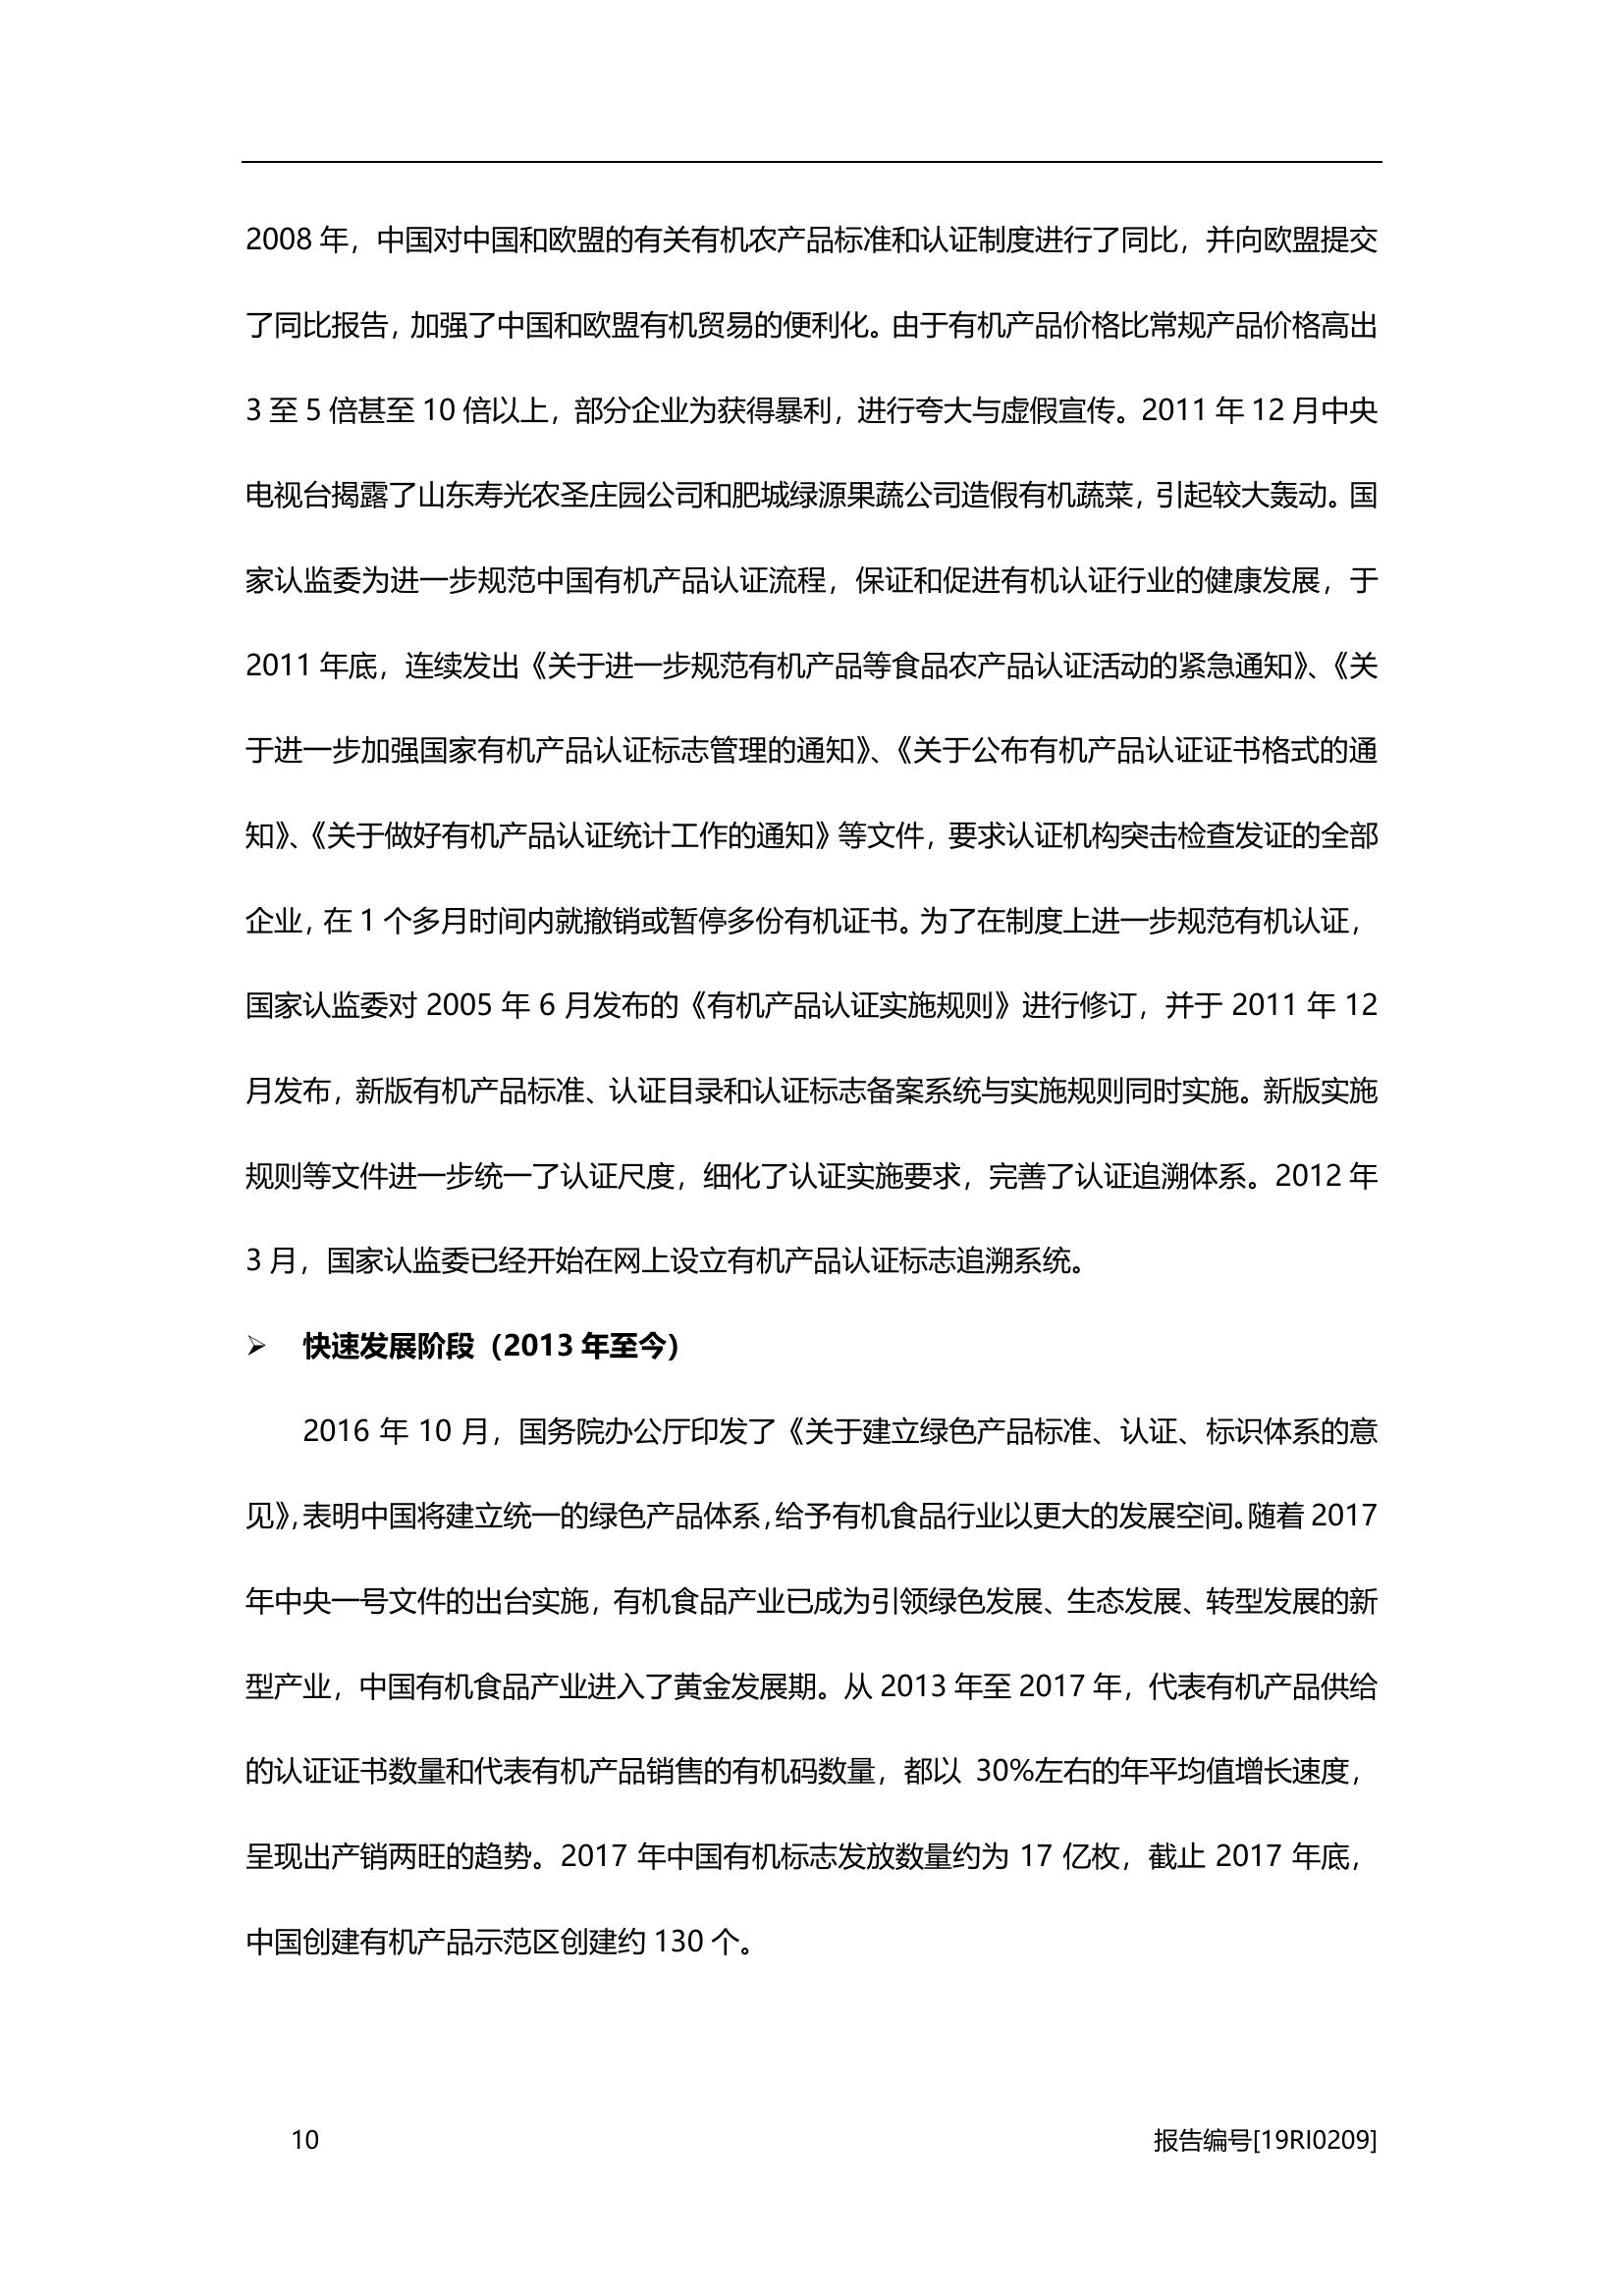 2008 年，中国对中国和欧盟的有关有机农产品标准和认证制度进行了同比，并向欧盟提交
了同比报告，加强了中国和欧盟有机贸易的便利化。由于有机产品价格比常规产品价格高出
3 至 5 倍甚至 10 倍以上，部分企业为获得暴利，进行夸大与虚假宣传。2011 年 12 月中央
电视台揭露了山东寿光农圣庄园公司和肥城绿源果蔬公司造假有机蔬菜，引起较大轰动。国
家认监委为进一步规范中国有机产品认证流程，保证和促进有机认证行业的健康发展，于
2011 年底，连续发出《关于进一步规范有机产品等食品农产品认证活动的紧急通知》、《关
于进一步加强国家有机产品认证标志管理的通知》、《关于公布有机产品认证证书格式的通
知》、《关于做好有机产品认证统计工作的通知》等文件，要求认证机构突击检查发证的全部
企业，在 1 个多月时间内就撤销或暂停多份有机证书。为了在制度上进一步规范有机认证，
国家认监委对 2005 年 6 月发布的《有机产品认证实施规则》进行修订，并于 2011 年 12
月发布，新版有机产品标准、认证目录和认证标志备案系统与实施规则同时实施。新版实施
规则等文件进一步统一了认证尺度，细化了认证实施要求，完善了认证追溯体系。2012 年
3 月，国家认监委已经开始在网上设立有机产品认证标志追溯系统。
➢ 快速发展阶段（2013 年至今）
2016 年 10 月，国务院办公厅印发了《关于建立绿色产品标准、认证、标识体系的意
见》，表明中国将建立统一的绿色产品体系，给予有机食品行业以更大的发展空间。随着 2017
年中央一号文件的出台实施，有机食品产业已成为引领绿色发展、生态发展、转型发展的新
型产业，中国有机食品产业进入了黄金发展期。从 2013 年至 2017 年，代表有机产品供给
的认证证书数量和代表有机产品销售的有机码数量，都以 30%左右的年平均值增长速度，
呈现出产销两旺的趋势。2017 年中国有机标志发放数量约为 17 亿枚，截止 2017 年底，
中国创建有机产品示范区创建约 130 个。
10 报告编号[19RI0209]